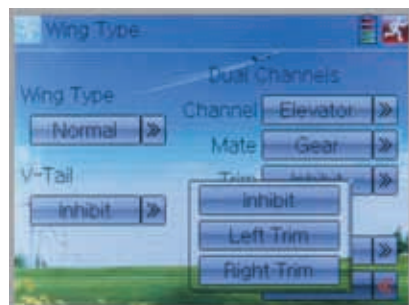 Wing Type
Dual Channels
Wing Type
Channel Elevator
Normal
Mate Gear
V-Tail
Trim Inhibit
Inhibit
Inhibit
Left Trim
Right Trim